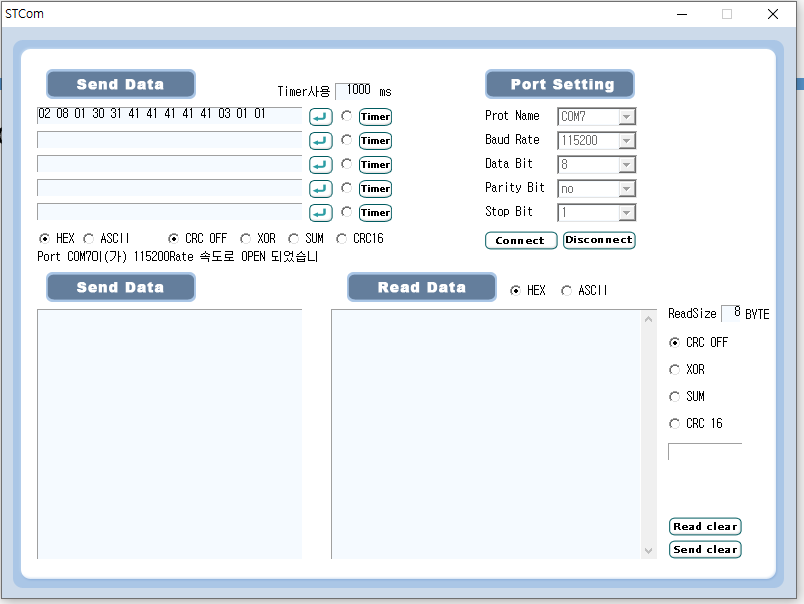 STCom
Send Data
Timer사용 1000 ms
02 08 01 30 31 41 41 41 41 41 03 01 01
Timer
Timer
Timer
Timer
Timer
HEX ASCII CRC OFF XOR SUM CRC16
Port COM7이(가) 115200Rate 속도로 OPEN 되었습니
Port Setting
Prot Name COM7
Baud Rate 115200
Data Bit 8
Parity Bit no
Stop Bit 1
Connect Disconnect
Send Data
Read Data HEX ASCII
ReadSize 8 BYTE
CRC OFF
XOR
SUM
CRC 16
Read clear
Send clear